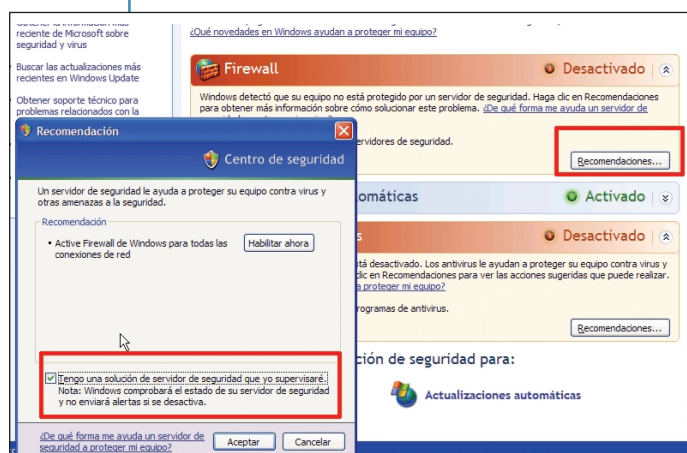 reciente de Microsoft sobre
seguridad y virus
Buscar las actualizaciones más
recientes en Windows Update
Obtener soporte técnico para
problemas relacionados con la
¿Qué novedades en Windows ayudan a proteger mi equipo?
Firewall
Desactivado
Windows detectó que su equipo no está protegido por un servidor de seguridad. Haga clic en Recomendaciones
para obtener más información sobre cómo solucionar este problema. ¿De qué forma me ayuda un servidor de
ervidores de seguridad.
Recomendaciones...
omáticas
Activado
s
Desactivado
tá desactivado. Los antivirus le ayudan a proteger su equipo contra virus y
clic en Recomendaciones para ver las acciones sugeridas que puede realizar.
a proteger mi equipo?
rogramas de antivirus.
Recomendaciones...
ción de seguridad para:
Actualizaciones automáticas
Recomendación
Centro de seguridad
Un servidor de seguridad le ayuda a proteger su equipo contra virus y
otras amenazas a la seguridad.
Recomendación
• Active Firewall de Windows para todas las
conexiones de red
Habilitar ahora
Tengo una solución de servidor de seguridad que yo supervisaré.
Nota: Windows comprobará el estado de su servidor de seguridad
y no enviará alertas si se desactiva.
¿De qué forma me ayuda un servidor de
seguridad a proteger mi equipo?
Aceptar
Cancelar